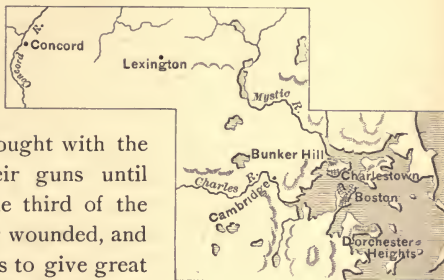 Concord
Concord R.
Lexington
Mystic R.
ought with the
eir guns until
e third of the
wounded, and
s to give great
Bunker Hill
Charlestown
Charles R.
Cambridge
Boston
Dorchester
Heights